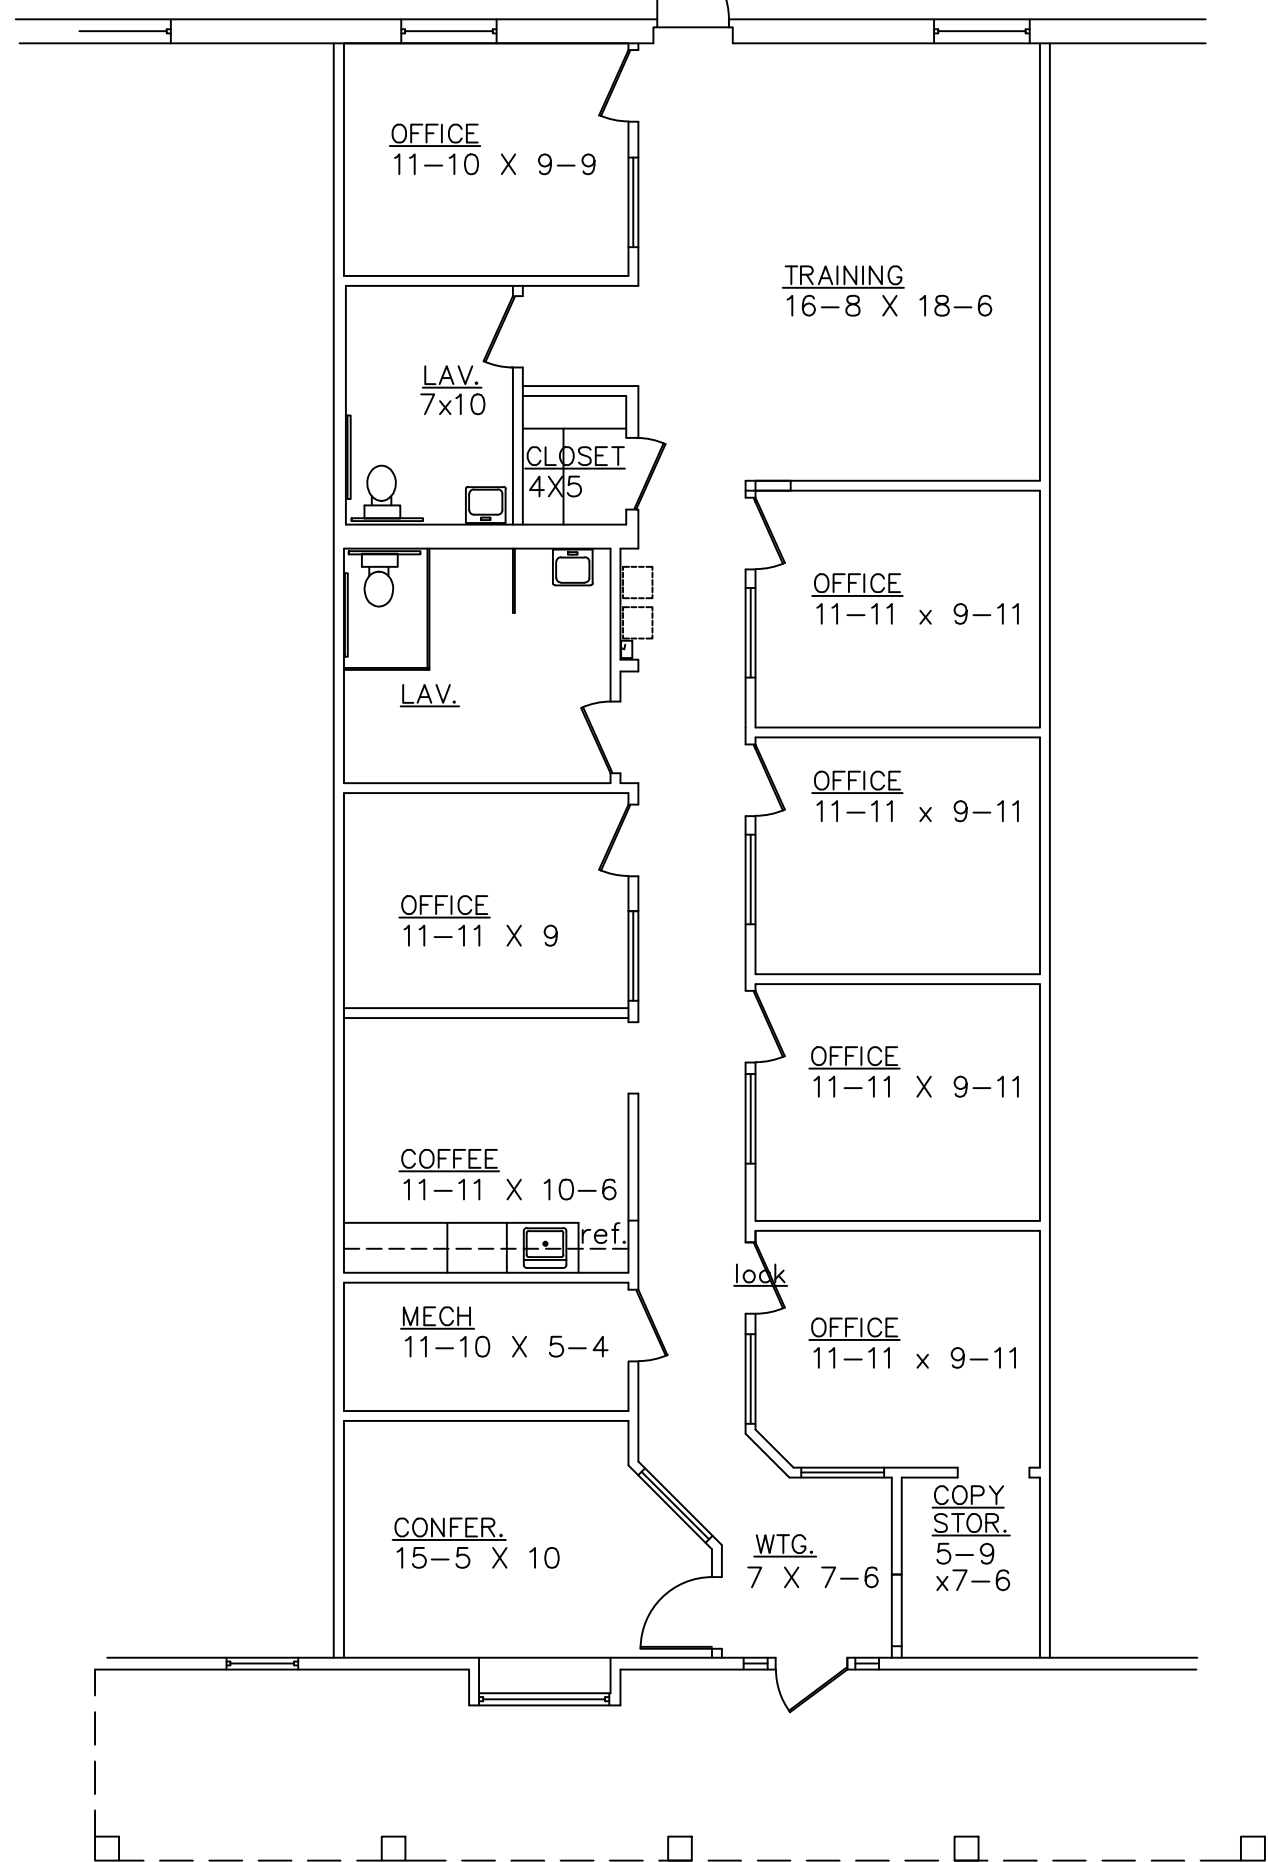 OFFICE
11-10 X 9-9
TRAINING
16-8 X 18-6
LAV.
7x10
CLOSET
4X5
OFFICE
11-11 x 9-11
LAV.
OFFICE
11-11 x 9-11
OFFICE
11-11 X 9
OFFICE
11-11 X 9-11
COFFEE
11-11 X 10-6
ref.
lock
MECH
11-10 X 5-4
OFFICE
11-11 x 9-11
CONFER.
15-5 X 10
WTG.
7 X 7-6
COPY
STOR.
5-9
x7-6